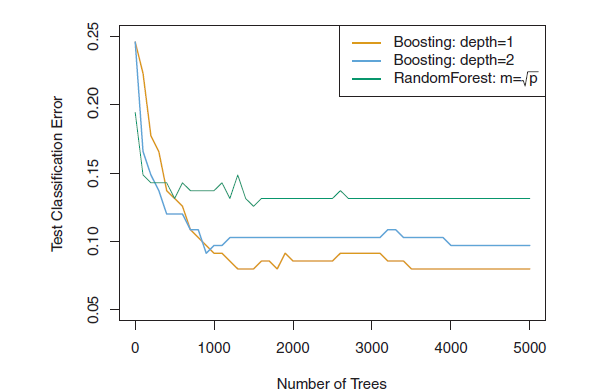 Boosting: depth=1
Boosting: depth=2
RandomForest: m=√p
Test Classification Error
0.25
0.20
0.15
0.10
0.05
0 1000 2000 3000 4000 5000
Number of Trees